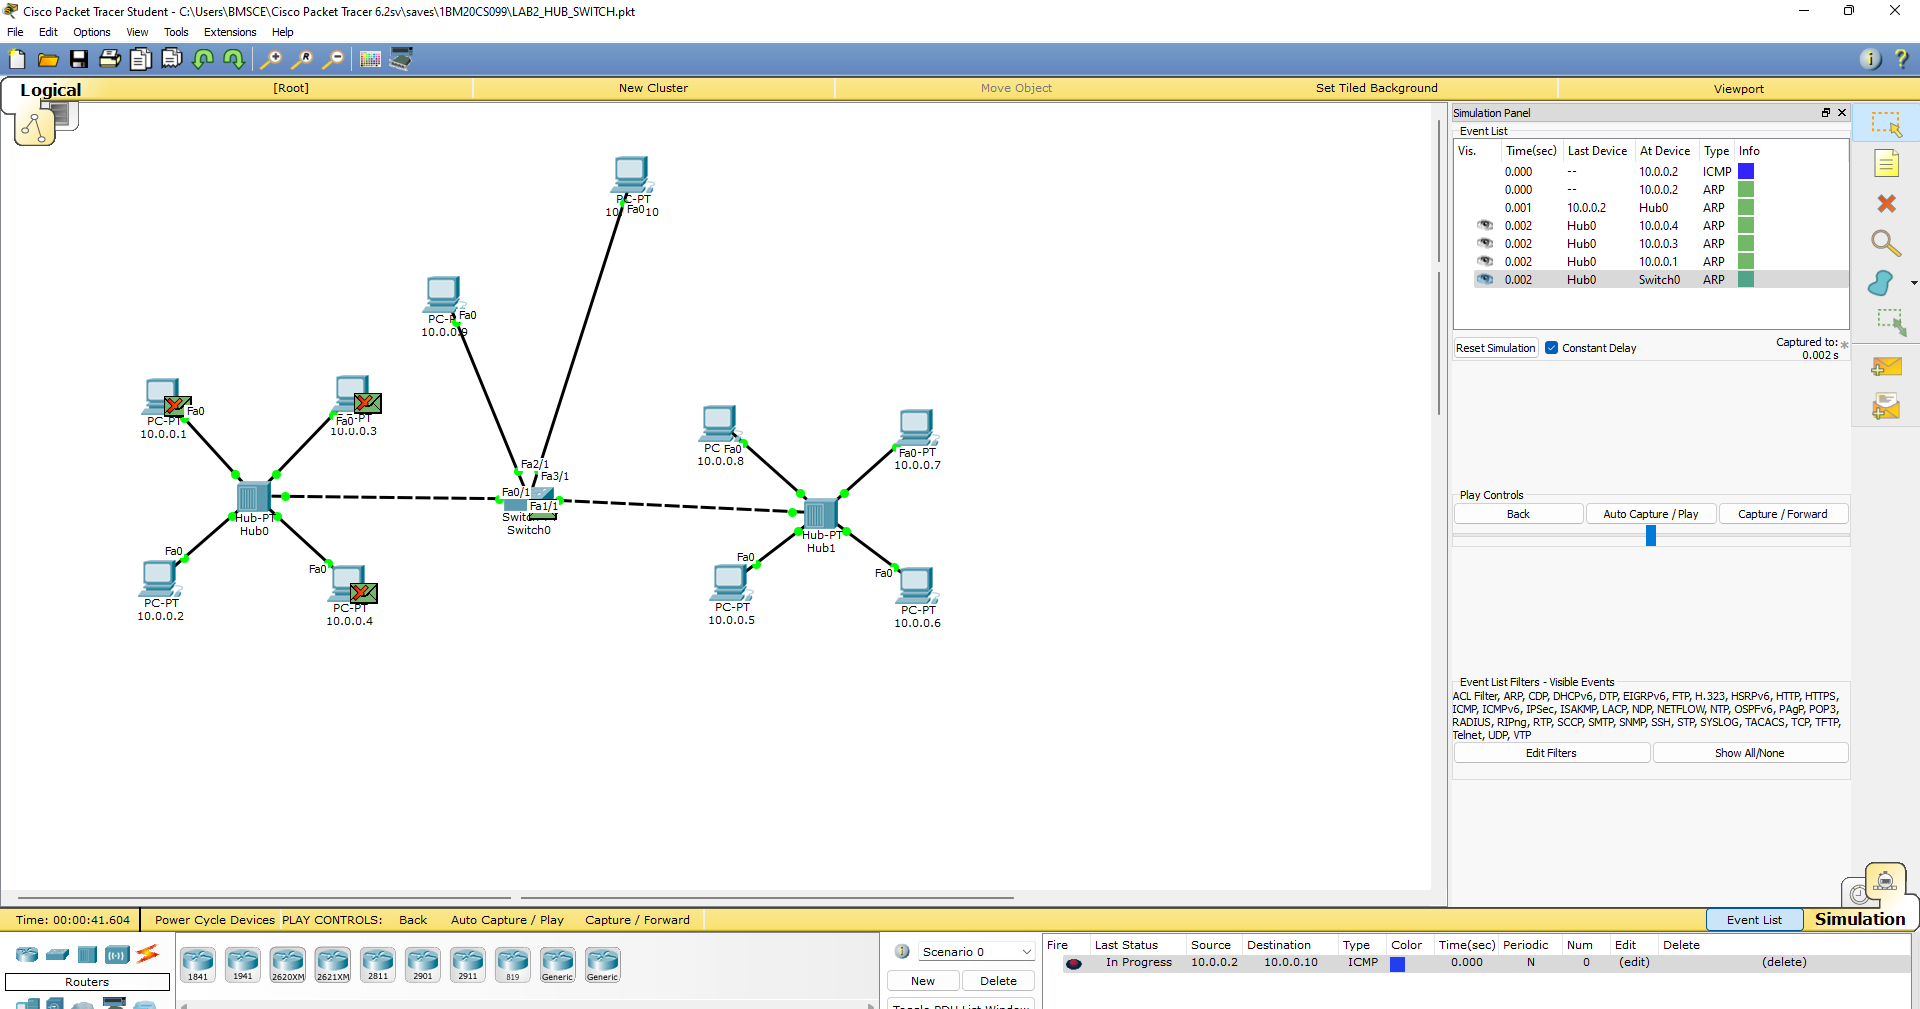 Cisco Packet Tracer Student - C:\Users\BMSCE\Cisco Packet Tracer 6.2sv\saves\1BM20CS099\LAB2_HUB_SWITCH.pkt
File Edit Options View Tools Extensions Help
Logical [Root] New Cluster Move Object Set Tiled Background Viewport
PC-PT
Fa0 10
PC-P Fa0
10.0.0.9
Fa0
PC-PT
10.0.0.1
Fa0 -PT
10.0.0.3
Hub-PT
Hub0
Fa0
PC-PT
10.0.0.2
Fa0
PC-PT
10.0.0.4
Fa2/1
Fa3/1
Fa0/1
Fa1/1
Switch
Switch0
PC Fa0
10.0.0.8
Fa0-PT
10.0.0.7
Hub-PT
Hub1
Fa0
PC-PT
10.0.0.5
Fa0
PC-PT
10.0.0.6
Simulation Panel
Event List
Vis. Time(sec) Last Device At Device Type Info
0.000 -- 10.0.0.2 ICMP
0.000 -- 10.0.0.2 ARP
0.001 10.0.0.2 Hub0 ARP
0.002 Hub0 10.0.0.4 ARP
0.002 Hub0 10.0.0.3 ARP
0.002 Hub0 10.0.0.1 ARP
0.002 Hub0 Switch0 ARP
Reset Simulation Constant Delay Captured to: *
0.002 s
Play Controls
Back Auto Capture / Play Capture / Forward
Event List Filters - Visible Events
ACL Filter, ARP, CDP, DHCPv6, DTP, EIGRPv6, FTP, H.323, HSRPv6, HTTP, HTTPS,
ICMP, ICMPv6, IPSec, ISAKMP, LACP, NDP, NETFLOW, NTP, OSPFv6, PAgP, POP3,
RADIUS, RIPng, RTP, SCCP, SMTP, SNMP, SSH, STP, SYSLOG, TACACS, TCP, TFTP,
Telnet, UDP, VTP
Edit Filters Show All/None
Time: 00:00:41.604 Power Cycle Devices PLAY CONTROLS: Back Auto Capture / Play Capture / Forward Event List Simulation
Routers
1841 1941 2620XM 2621XM 2811 2901 2911 819 Generic Generic
Scenario 0
New Delete
Toggle PDU List Window
Fire Last Status Source Destination Type Color Time(sec) Periodic Num Edit Delete
In Progress 10.0.0.2 10.0.0.10 ICMP 0.000 N 0 (edit) (delete)